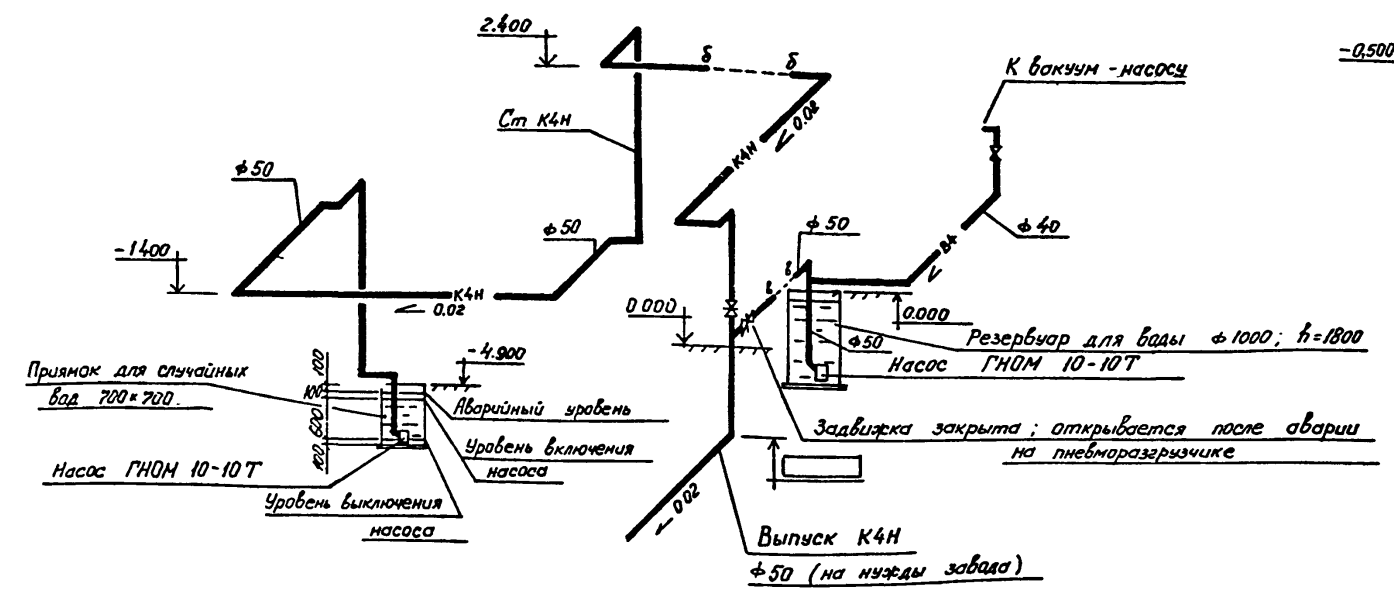 2.400
-0,500
К вакуум-насосу
б
б
Ст К4Н
0.02
К4Н
ф50
ф50
ф50
ф40
-1.400
В4
К4Н
0.02
0.000
0.000
Резервуар для воды ф1000; h=1800
ф50
Насос ГНОМ 10-10Т
-4.900
Приямок для случайных
вод 700×700.
100
100
600
100
Аварийный уровень
Уровень включения
насоса
Насос ГНОМ 10-10Т
Уровень выключения
насоса
Задвижка закрыта; открывается после аварии
на пневморазгрузчике
0.02
Выпуск К4Н
ф50 (на нужды завода)